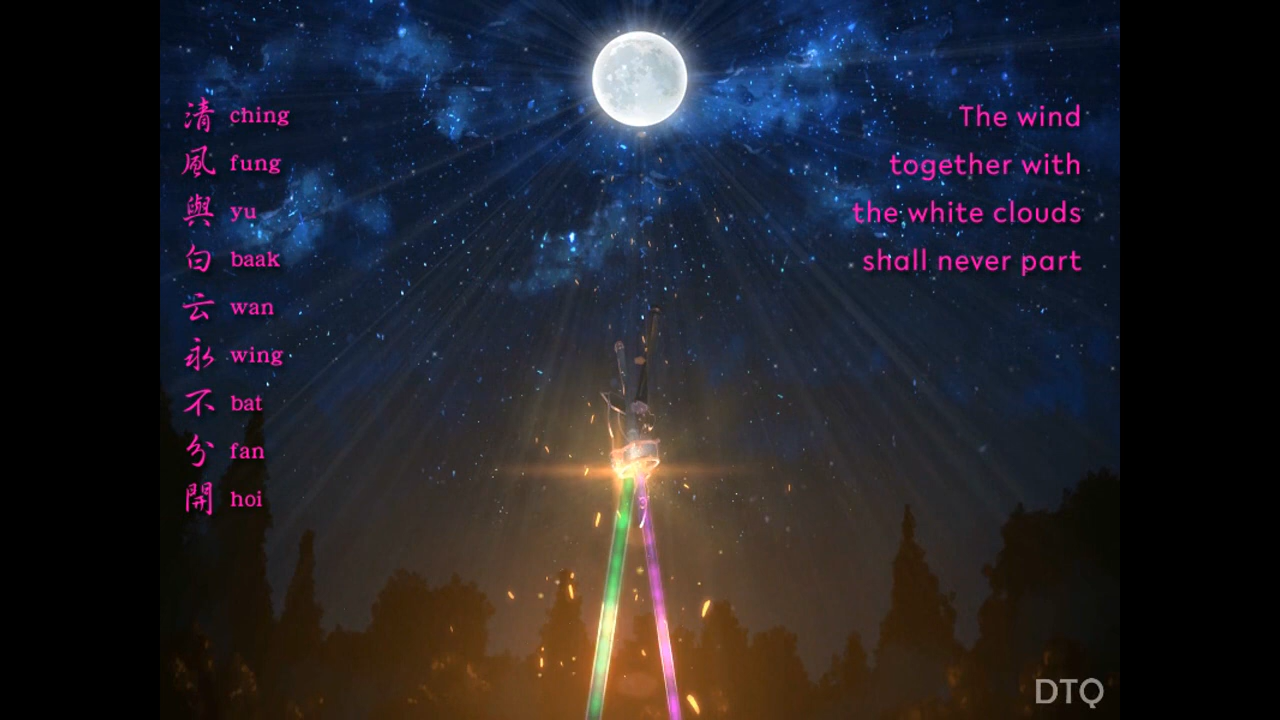 清 ching
風 fung
與 yu
白 baak
云 wan
永 wing
不 bat
分 fan
開 hoi
The wind
together with
the white clouds
shall never part
DTQ